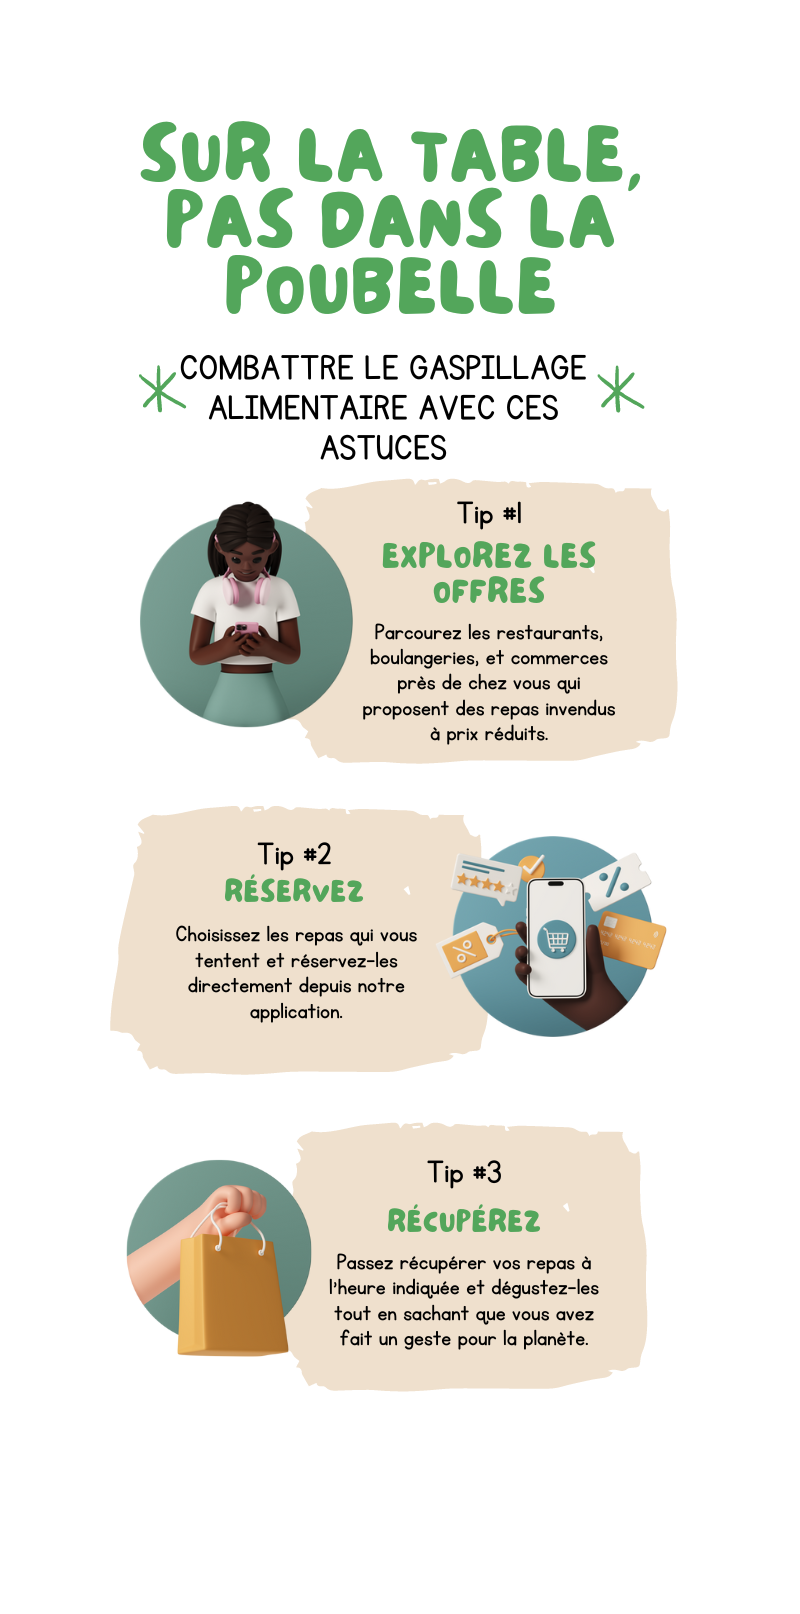 SUR LA TABLE,
PAS DANS LA
POUBELLE
COMBATTRE LE GASPILLAGE
ALIMENTAIRE AVEC CES
ASTUCES
Tip #1
EXPLOREZ LES
OFFRES
Parcourez les restaurants,
boulangeries, et commerces
près de chez vous qui
proposent des repas invendus
à prix réduits.
Tip #2
RÉSERVEZ
Choisissez les repas qui vous
tentent et réservez-les
directement depuis notre
application.
Tip #3
RÉCUPÉREZ
Passez récupérer vos repas à
l'heure indiquée et dégustez-les
tout en sachant que vous avez
fait un geste pour la planète.